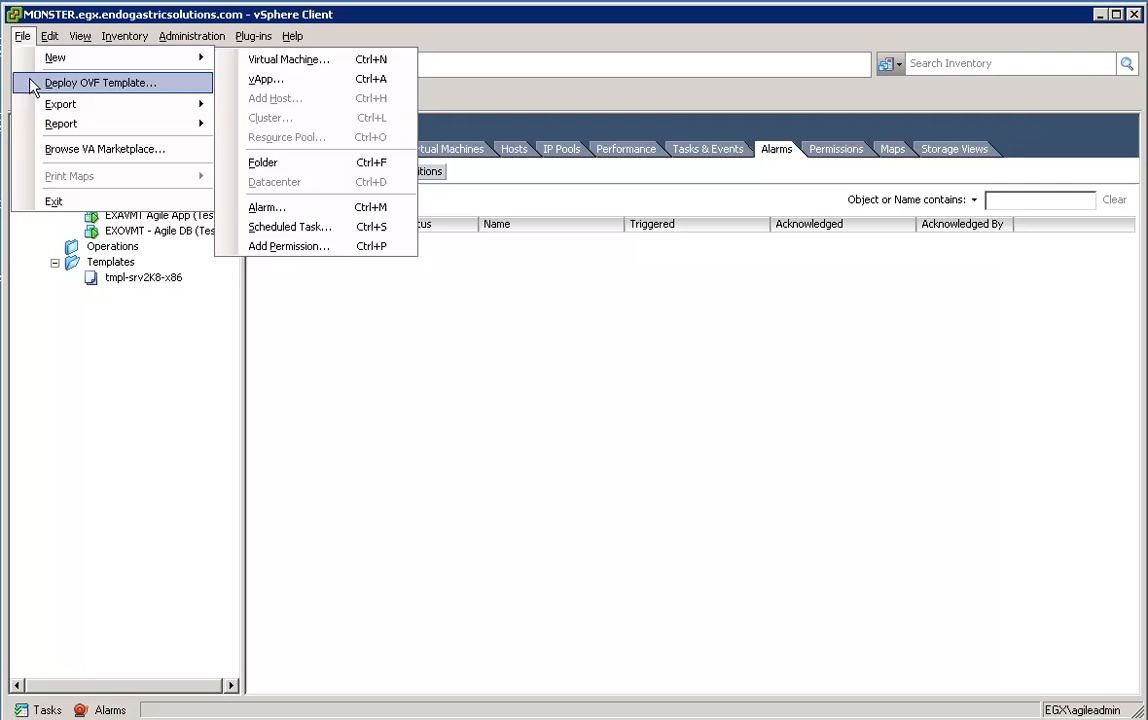 MONSTER.egx.endogastricsolutions.com - vSphere Client
File Edit View Inventory Administration Plug-ins Help
New
Deploy OVF Template...
Export
Report
Browse VA Marketplace...
Print Maps
Exit
Virtual Machine... Ctrl+N
vApp... Ctrl+A
Add Host... Ctrl+H
Cluster... Ctrl+L
Resource Pool... Ctrl+O
Folder Ctrl+F
Datacenter Ctrl+D
Alarm... Ctrl+M
Scheduled Task... Ctrl+S
Add Permission... Ctrl+P
Search Inventory
tual Machines Hosts IP Pools Performance Tasks & Events Alarms Permissions Maps Storage Views
itions
Object or Name contains: Clear
tus Name Triggered Acknowledged Acknowledged By
EXAVMT Agile App (Tes
EXOVMT - Agile DB (Tes
Operations
Templates
tmpl-srv2K8-x86
Tasks Alarms EGX\agileadmin